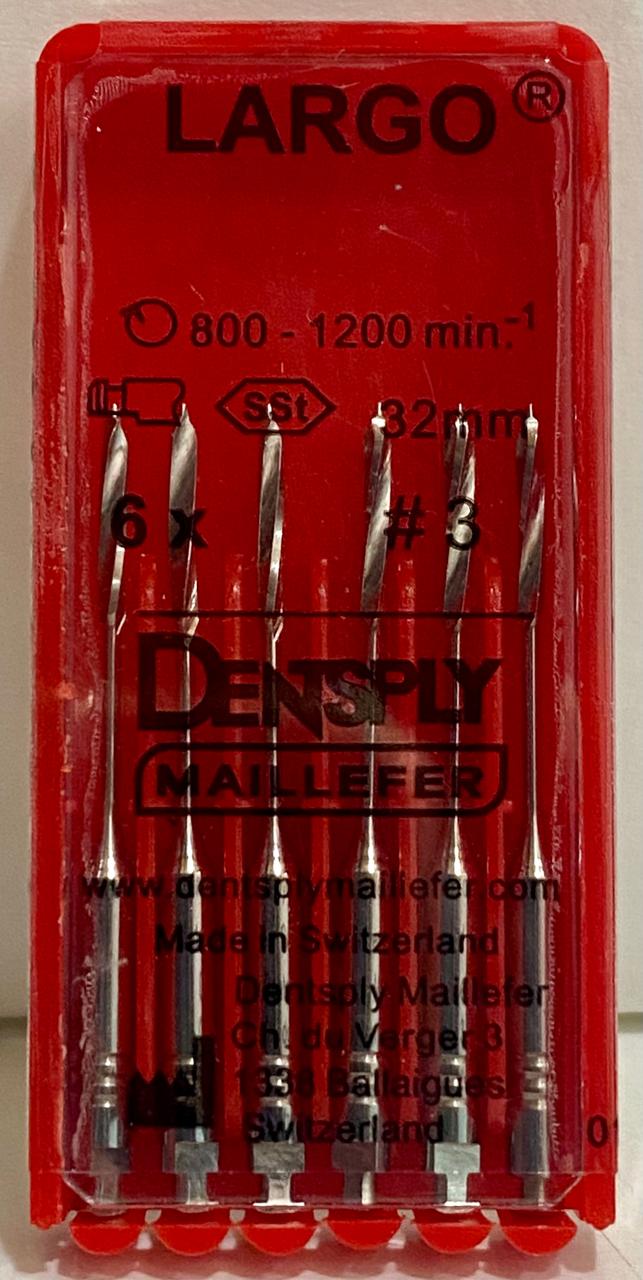 LARGO®
800 - 1200 min.-1
SSt 32mm
6 x # 3
DENTSPLY
MAILLEFER
www.dentsplymaillefer.com
Made in Switzerland
Dentsply Maillefer
Ch. du Verger 3
1338 Ballaigues
Switzerland